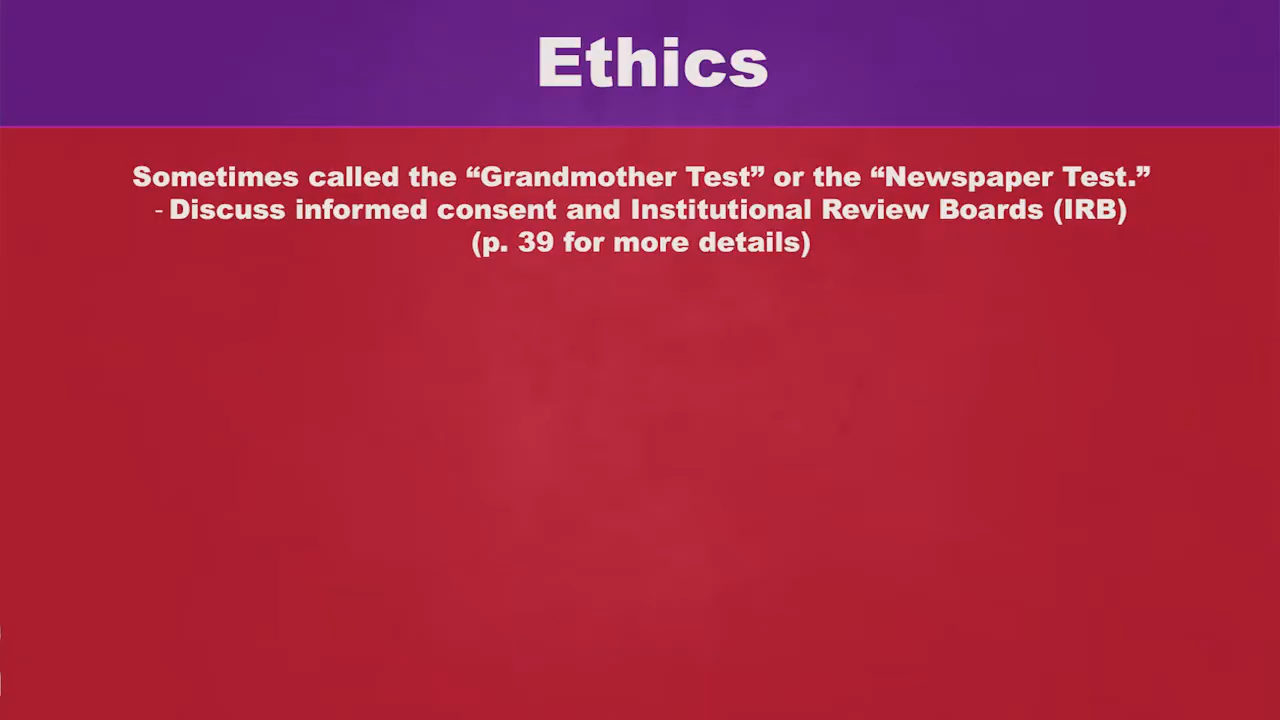 Ethics
Sometimes called the “Grandmother Test” or the “Newspaper Test.”
- Discuss informed consent and Institutional Review Boards (IRB)
(p. 39 for more details)